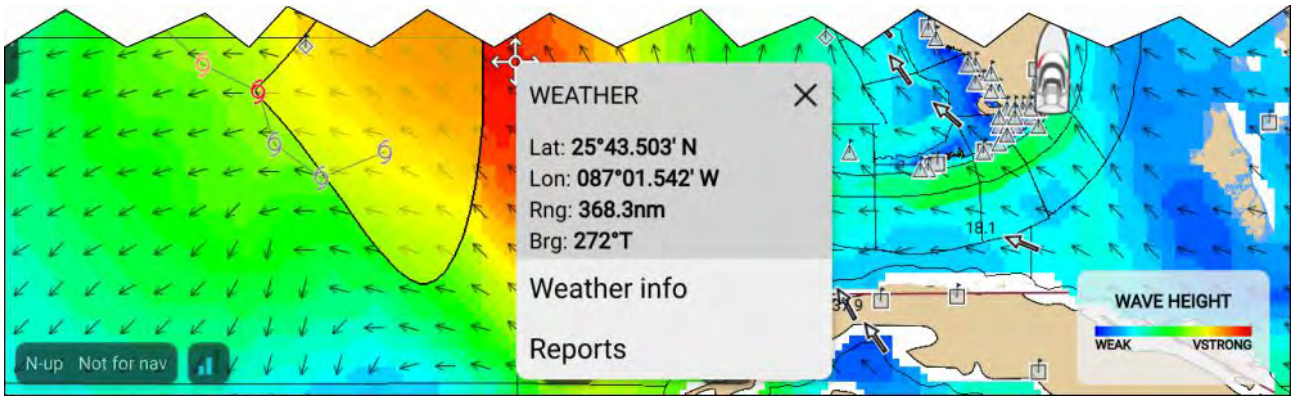 WEATHER
Lat: 25°43.503' N
Lon: 087°01.542' W
Rng: 368.3nm
Brg: 272°T
Weather info
Reports
18.1
WAVE HEIGHT
WEAK VSTRONG
N-up Not for nav